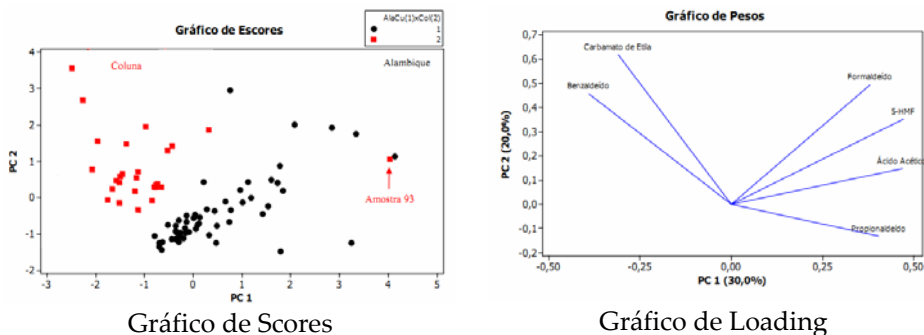 Gráfico de Escores
AlaCu(1)xCol(2)
1
2
Coluna
Alambique
Amostra 93
PC 2
4
3
2
1
0
-1
-2
-3
-2
-1
0
1
2
3
4
5
PC 1
Gráfico de Scores
Gráfico de Pesos
Carbamato de Etila
Benzaldeído
Formaldeído
5-HMF
Ácido Acético
Propionaldeído
PC 2 (20,0%)
0,7
0,6
0,5
0,4
0,3
0,2
0,1
0,0
-0,1
-0,2
-0,50
-0,25
0,00
0,25
0,50
PC 1 (30,0%)
Gráfico de Loading